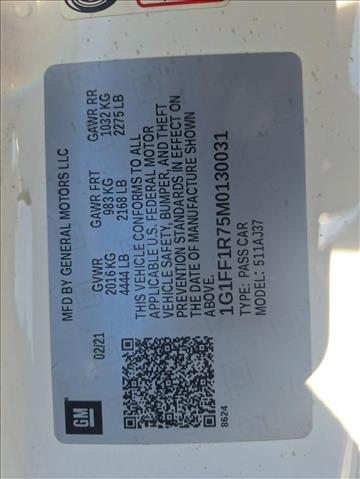 MFD BY GENERAL MOTORS LLC
02/21
GVWR
2016 KG
4444 LB
GAWR FRT
983 KG
2168 LB
GAWR RR
1032 KG
2275 LB
THIS VEHICLE CONFORMS TO ALL
APPLICABLE U.S. FEDERAL MOTOR
VEHICLE SAFETY, BUMPER, AND THEFT
PREVENTION STANDARDS IN EFFECT ON
THE DATE OF MANUFACTURE SHOWN
ABOVE.
1G1FF1R75M0130031
TYPE: PASS CAR
MODEL: 511AJ37
GM
8624